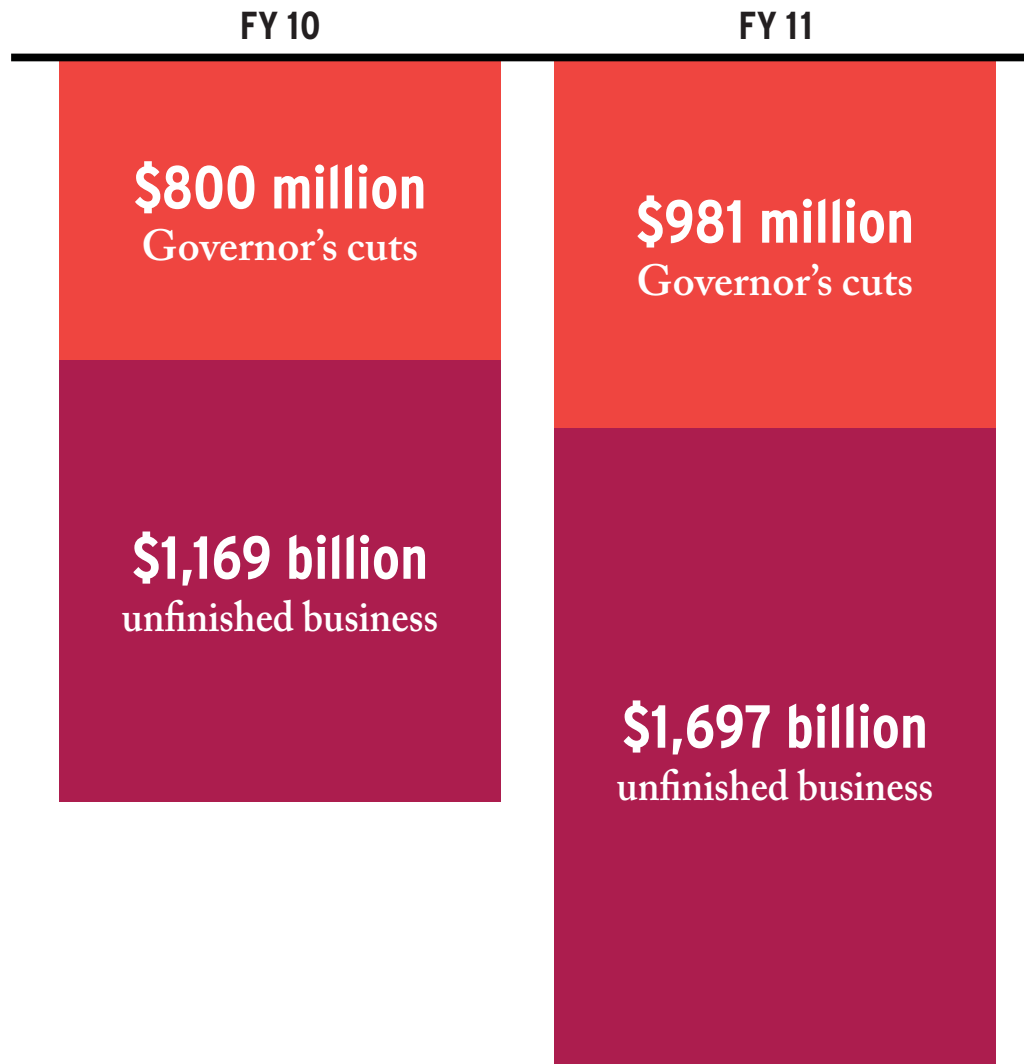 FY 10
FY 11
$800 million
Governor’s cuts
$981 million
Governor’s cuts
$1,169 billion
unfinished business
$1,697 billion
unfinished business